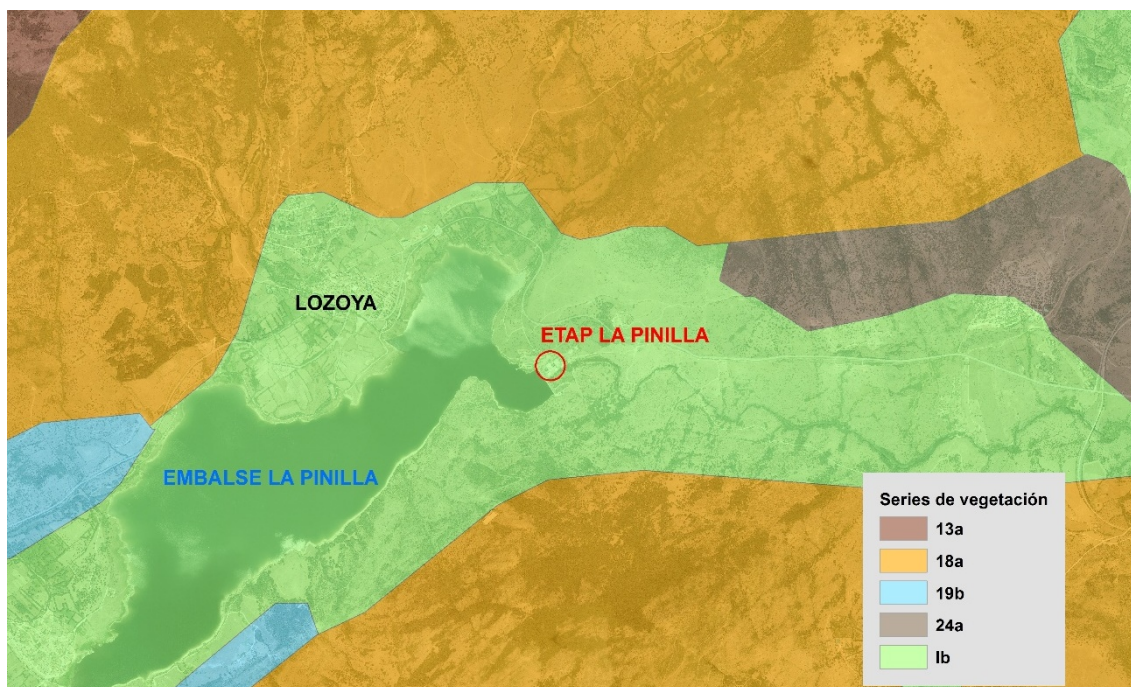 LOZOYA
ETAP LA PINILLA
EMBALSE LA PINILLA
Series de vegetación
13a
18a
19b
24a
Ib